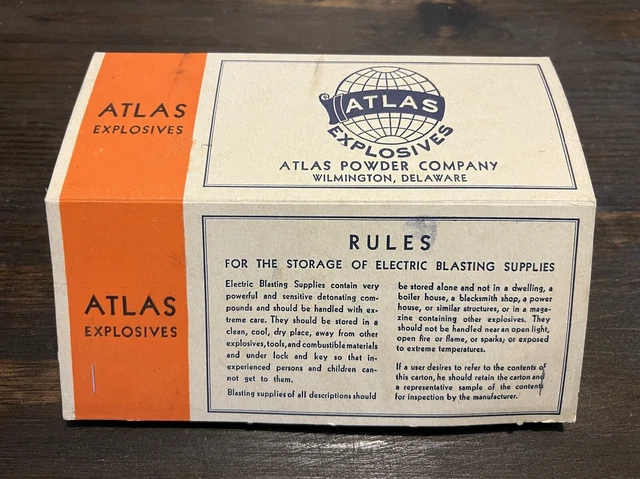 ATLAS
EXPLOSIVES
ATLAS
EXPLOSIVES
ATLAS POWDER COMPANY
WILMINGTON, DELAWARE
ATLAS
EXPLOSIVES
RULES
FOR THE STORAGE OF ELECTRIC BLASTING SUPPLIES
Electric Blasting Supplies contain very
powerful and sensitive detonating com-
pounds and should be handled with ex-
treme care. They should be stored in a
clean, cool, dry place, away from other
explosives, tools, and combustible materials
and under lock and key so that in-
experienced persons and children can-
not get to them.
Blasting supplies of all descriptions should
be stored alone and not in a dwelling, a
boiler house, a blacksmith shop, a power
house, or similar structures, or in a maga-
zine containing other explosives. They
should not be handled near an open light,
open fire or flame, or sparks; or exposed
to extreme temperatures.
If a user desires to refer to the contents of
this carton, he should retain the carton and
a representative sample of the contents
for inspection by the manufacturer.